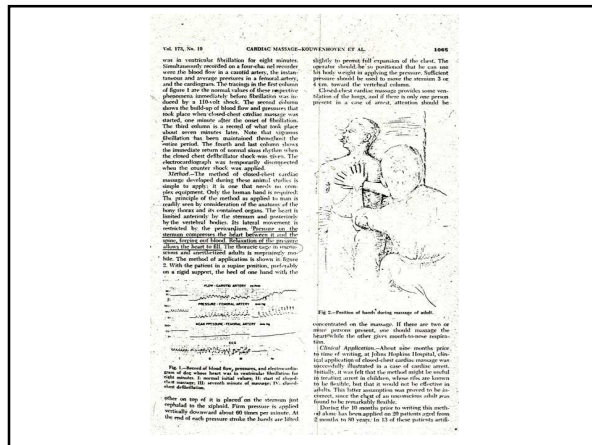 Vol. 173, No. 10
CARDIAC MASSAGE—KOUWENHOVEN ET AL.
1065
was in ventricular fibrillation for eight minutes.
Simultaneously recorded on a four-channel recorder
were the blood flow in a carotid artery, the instan-
taneous and average pressures in a femoral artery,
and the cardiogram. The tracings in the first column
of figure 1 are the normal values of these respective
phenomena immediately before fibrillation was in-
duced by a 110-volt shock. The second column
shows the build-up of blood flow and pressures that
took place when closed-chest cardiac massage was
started, one minute after the onset of fibrillation.
The third column is a record of what took place
about seven minutes later. Note that vigorous
fibrillation has been maintained throughout the
entire period. The fourth and last column shows
the immediate return of normal sinus rhythm when
the closed chest defibrillator shock was given. The
electrocardiograph was temporarily disconnected
when the counter shock was applied.
Method.—The method of closed-chest cardiac
massage developed during these animal studies is
simple to apply; it is one that needs no com-
plex equipment. Only the human hand is required.
The principle of the method as applied to man is
readily seen by consideration of the anatomy of the
bony thorax and its contained organs. The heart is
limited anteriorly by the sternum and posteriorly
by the vertebral bodies. Its lateral movement is
restricted by the pericardium. Pressure on the
sternum compresses the heart between it and the
spine, forcing out blood. Relaxation of the pressure
allows the heart to fill. The thoracic cage in uncon-
scious and anesthetized adults is surprisingly mo-
bile. The method of application is shown in figure
2. With the patient in a supine position, preferably
on a rigid support, the heel of one hand with the
FLOW - CAROTID ARTERY
PRESSURE - FEMORAL ARTERY
MEAN PRESSURE - FEMORAL ARTERY
ECG
Fig. 1.—Record of blood flow, pressures, and electrocardio-
gram of dog whose heart was in ventricular fibrillation for
eight minutes. I: normal initial values; II: start of closed-
chest massage; III: seventh minute of massage; IV: closed-
chest defibrillation.
other on top of it is placed on the sternum just
cephalad to the xiphoid. Firm pressure is applied
vertically downward about 60 times per minute. At
the end of each pressure stroke the hands are lifted
slightly to permit full expansion of the chest. The
operator should be so positioned that he can use
his body weight in applying the pressure. Sufficient
pressure should be used to move the sternum 3 or
4 cm. toward the vertebral column.
Closed-chest cardiac massage provides some ven-
tilation of the lungs, and if there is only one person
present in a case of arrest, attention should be
Fig 2.—Position of hands during massage of adult.
concentrated on the massage. If there are two or
more persons present, one should massage the
heart while the other gives mouth-to-nose respira-
tion.
Clinical Application.—About nine months prior
to time of writing, at Johns Hopkins Hospital, clin-
ical application of closed-chest cardiac massage was
successfully illustrated in a case of cardiac arrest.
Initially, it was felt that the method might be useful
in treating arrest in children, whose ribs are known
to be flexible, but that it would not be effective in
adults. This latter assumption was proved to be in-
correct, since the chest of an unconscious adult was
found to be remarkably flexible.
During the 10 months prior to writing this meth-
od alone has been applied on 20 patients aged from
2 months to 80 years. In 13 of these patients artifi-